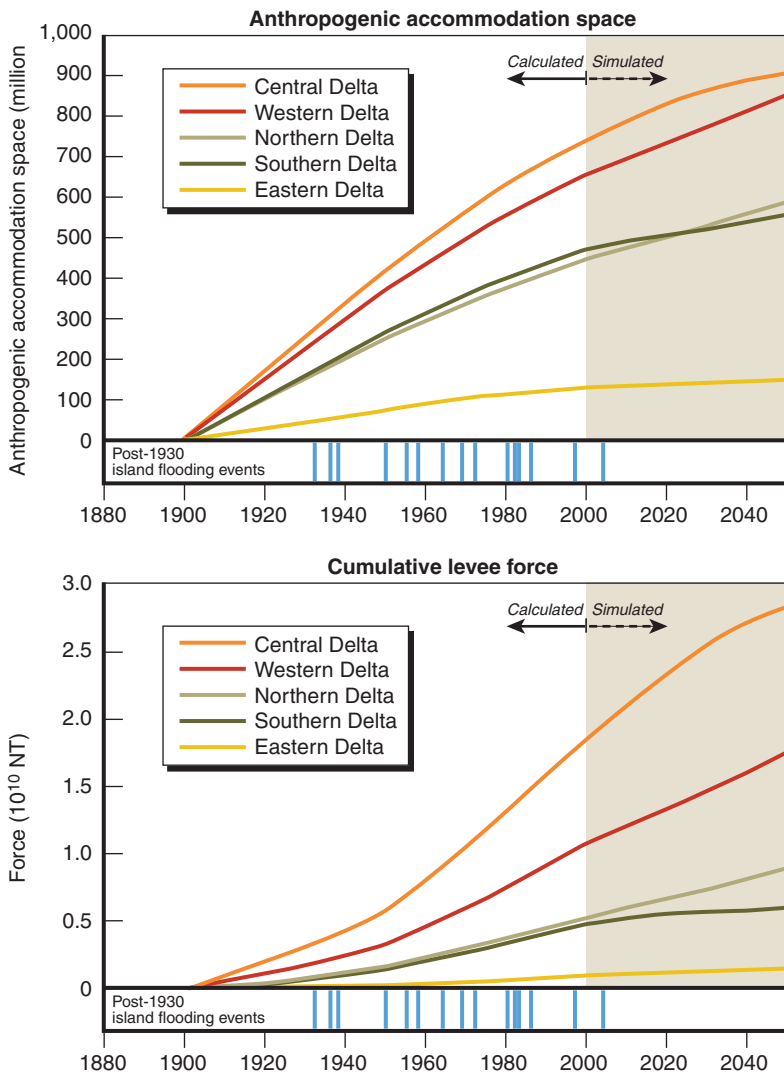 Anthropogenic accommodation space
Anthropogenic accommodation space (million
1,000
900
800
700
600
500
400
300
200
100
0
Calculated
Simulated
Central Delta
Western Delta
Northern Delta
Southern Delta
Eastern Delta
Post-1930
island flooding events
1880 1900 1920 1940 1960 1980 2000 2020 2040
Cumulative levee force
Force (10¹⁰ NT)
3.0
2.5
2.0
1.5
1.0
0.5
0
Calculated
Simulated
Central Delta
Western Delta
Northern Delta
Southern Delta
Eastern Delta
Post-1930
island flooding events
1880 1900 1920 1940 1960 1980 2000 2020 2040